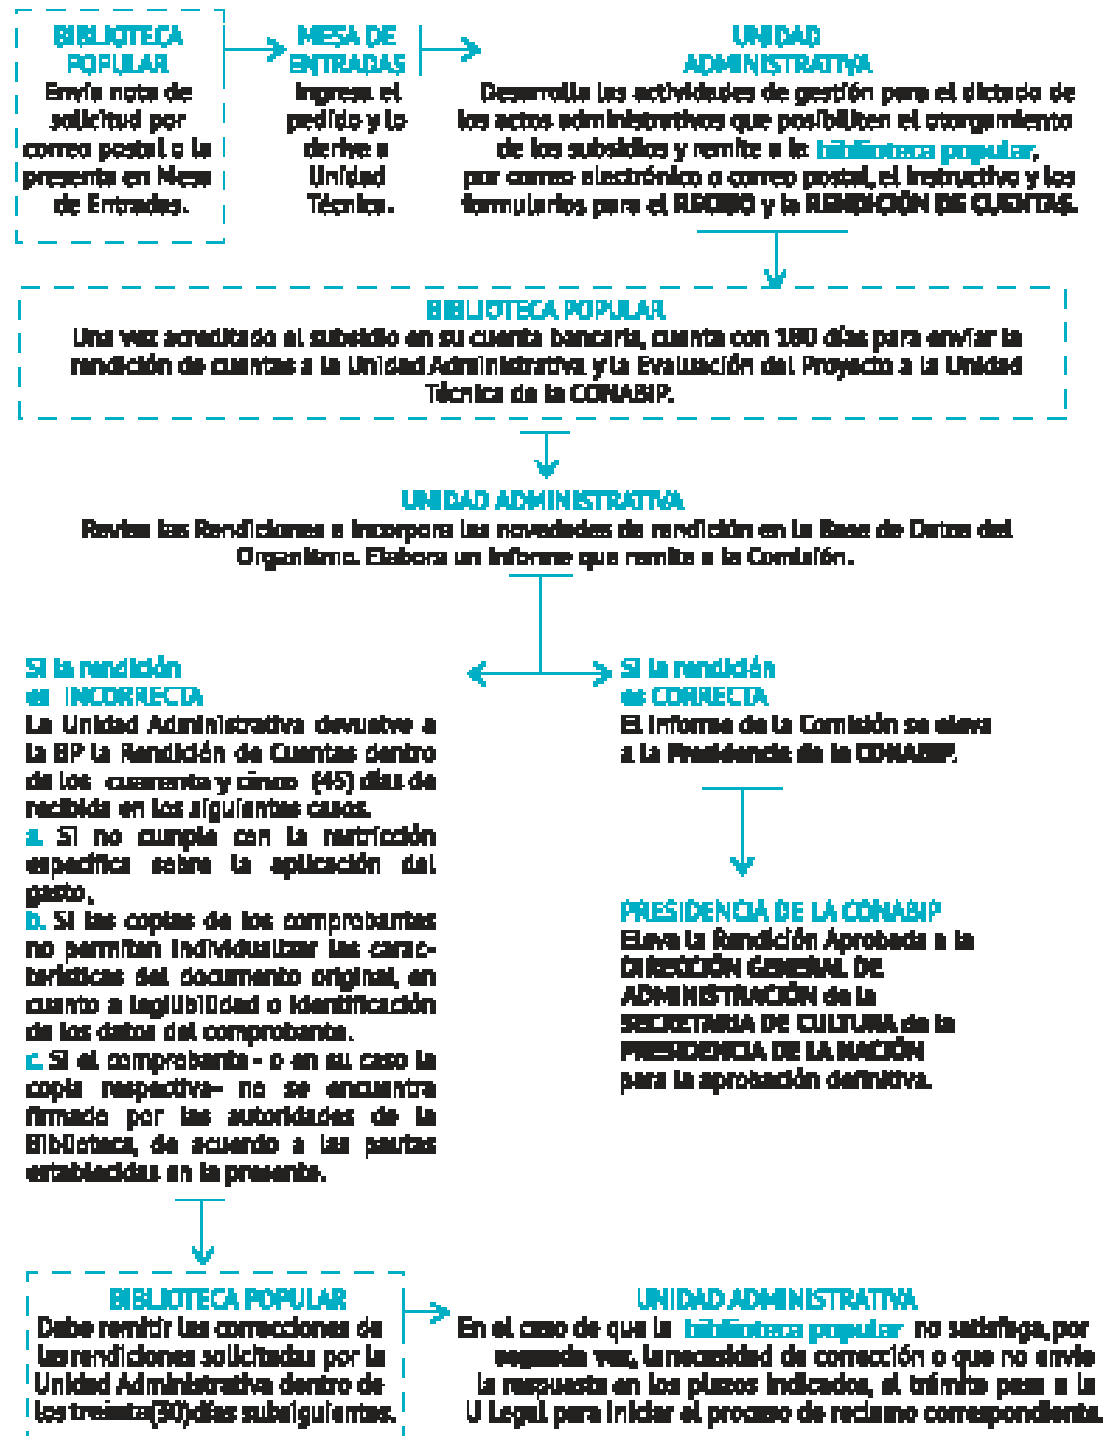 BIBLIOTECA
POPULAR
Envía nota de
solicitud por
correo postal o la
presenta en Mesa
de Entradas.
MESA DE
ENTRADAS
Ingresa el
pedido y lo
deriva a
Unidad
Técnica.
UNIDAD
ADMINISTRATIVA
Desarrolla las actividades de gestión para el dictado de
los actos administrativos que posibiliten el otorgamiento
de los subsidios y remite a la biblioteca popular,
por correo electrónico o correo postal, el instructivo y los
formularios para el RECIBO y la RENDICIÓN DE CUENTAS.
BIBLIOTECA POPULAR
Una vez acreditado el subsidio en su cuenta bancaria, cuenta con 180 días para enviar la
rendición de cuentas a la Unidad Administrativa y la Evaluación del Proyecto a la Unidad
Técnica de la CONABIP.
UNIDAD ADMINISTRATIVA
Revisa las Rendiciones e incorpora las novedades de rendición en la Base de Datos del
Organismo. Elabora un informe que remite a la Comisión.
Si la rendición
es INCORRECTA
La Unidad Administrativa devuelve a
la BP la Rendición de Cuentas dentro
de los cuarenta y cinco (45) días de
recibida en los siguientes casos.
a. Si no cumple con la restricción
específica sobre la aplicación del
gasto,
b. Si las copias de los comprobantes
no permiten individualizar las carac-
terísticas del documento original, en
cuanto a legibilidad o identificación
de los datos del comprobante.
c. Si el comprobante - o en su caso la
copia respectiva- no se encuentra
firmado por las autoridades de la
Biblioteca, de acuerdo a las pautas
establecidas en la presente.
Si la rendición
es CORRECTA
El informe de la Comisión se eleva
a la Presidencia de la CONABIP.
PRESIDENCIA DE LA CONABIP
Eleva la Rendición Aprobada a la
DIRECCIÓN GENERAL DE
ADMINISTRACIÓN de la
SECRETARIA DE CULTURA de la
PRESIDENCIA DE LA NACIÓN
para la aprobación definitiva.
BIBLIOTECA POPULAR
Debe remitir las correcciones de
las rendiciones solicitadas por la
Unidad Administrativa dentro de
los treinta(30)días subsiguientes.
UNIDAD ADMINISTRATIVA
En el caso de que la biblioteca popular no satisfaga, por
segunda vez, la necesidad de corrección o que no envíe
la respuesta en los plazos indicados, el trámite pasa a la
U Legal para iniciar el proceso de reclamo correspondiente.